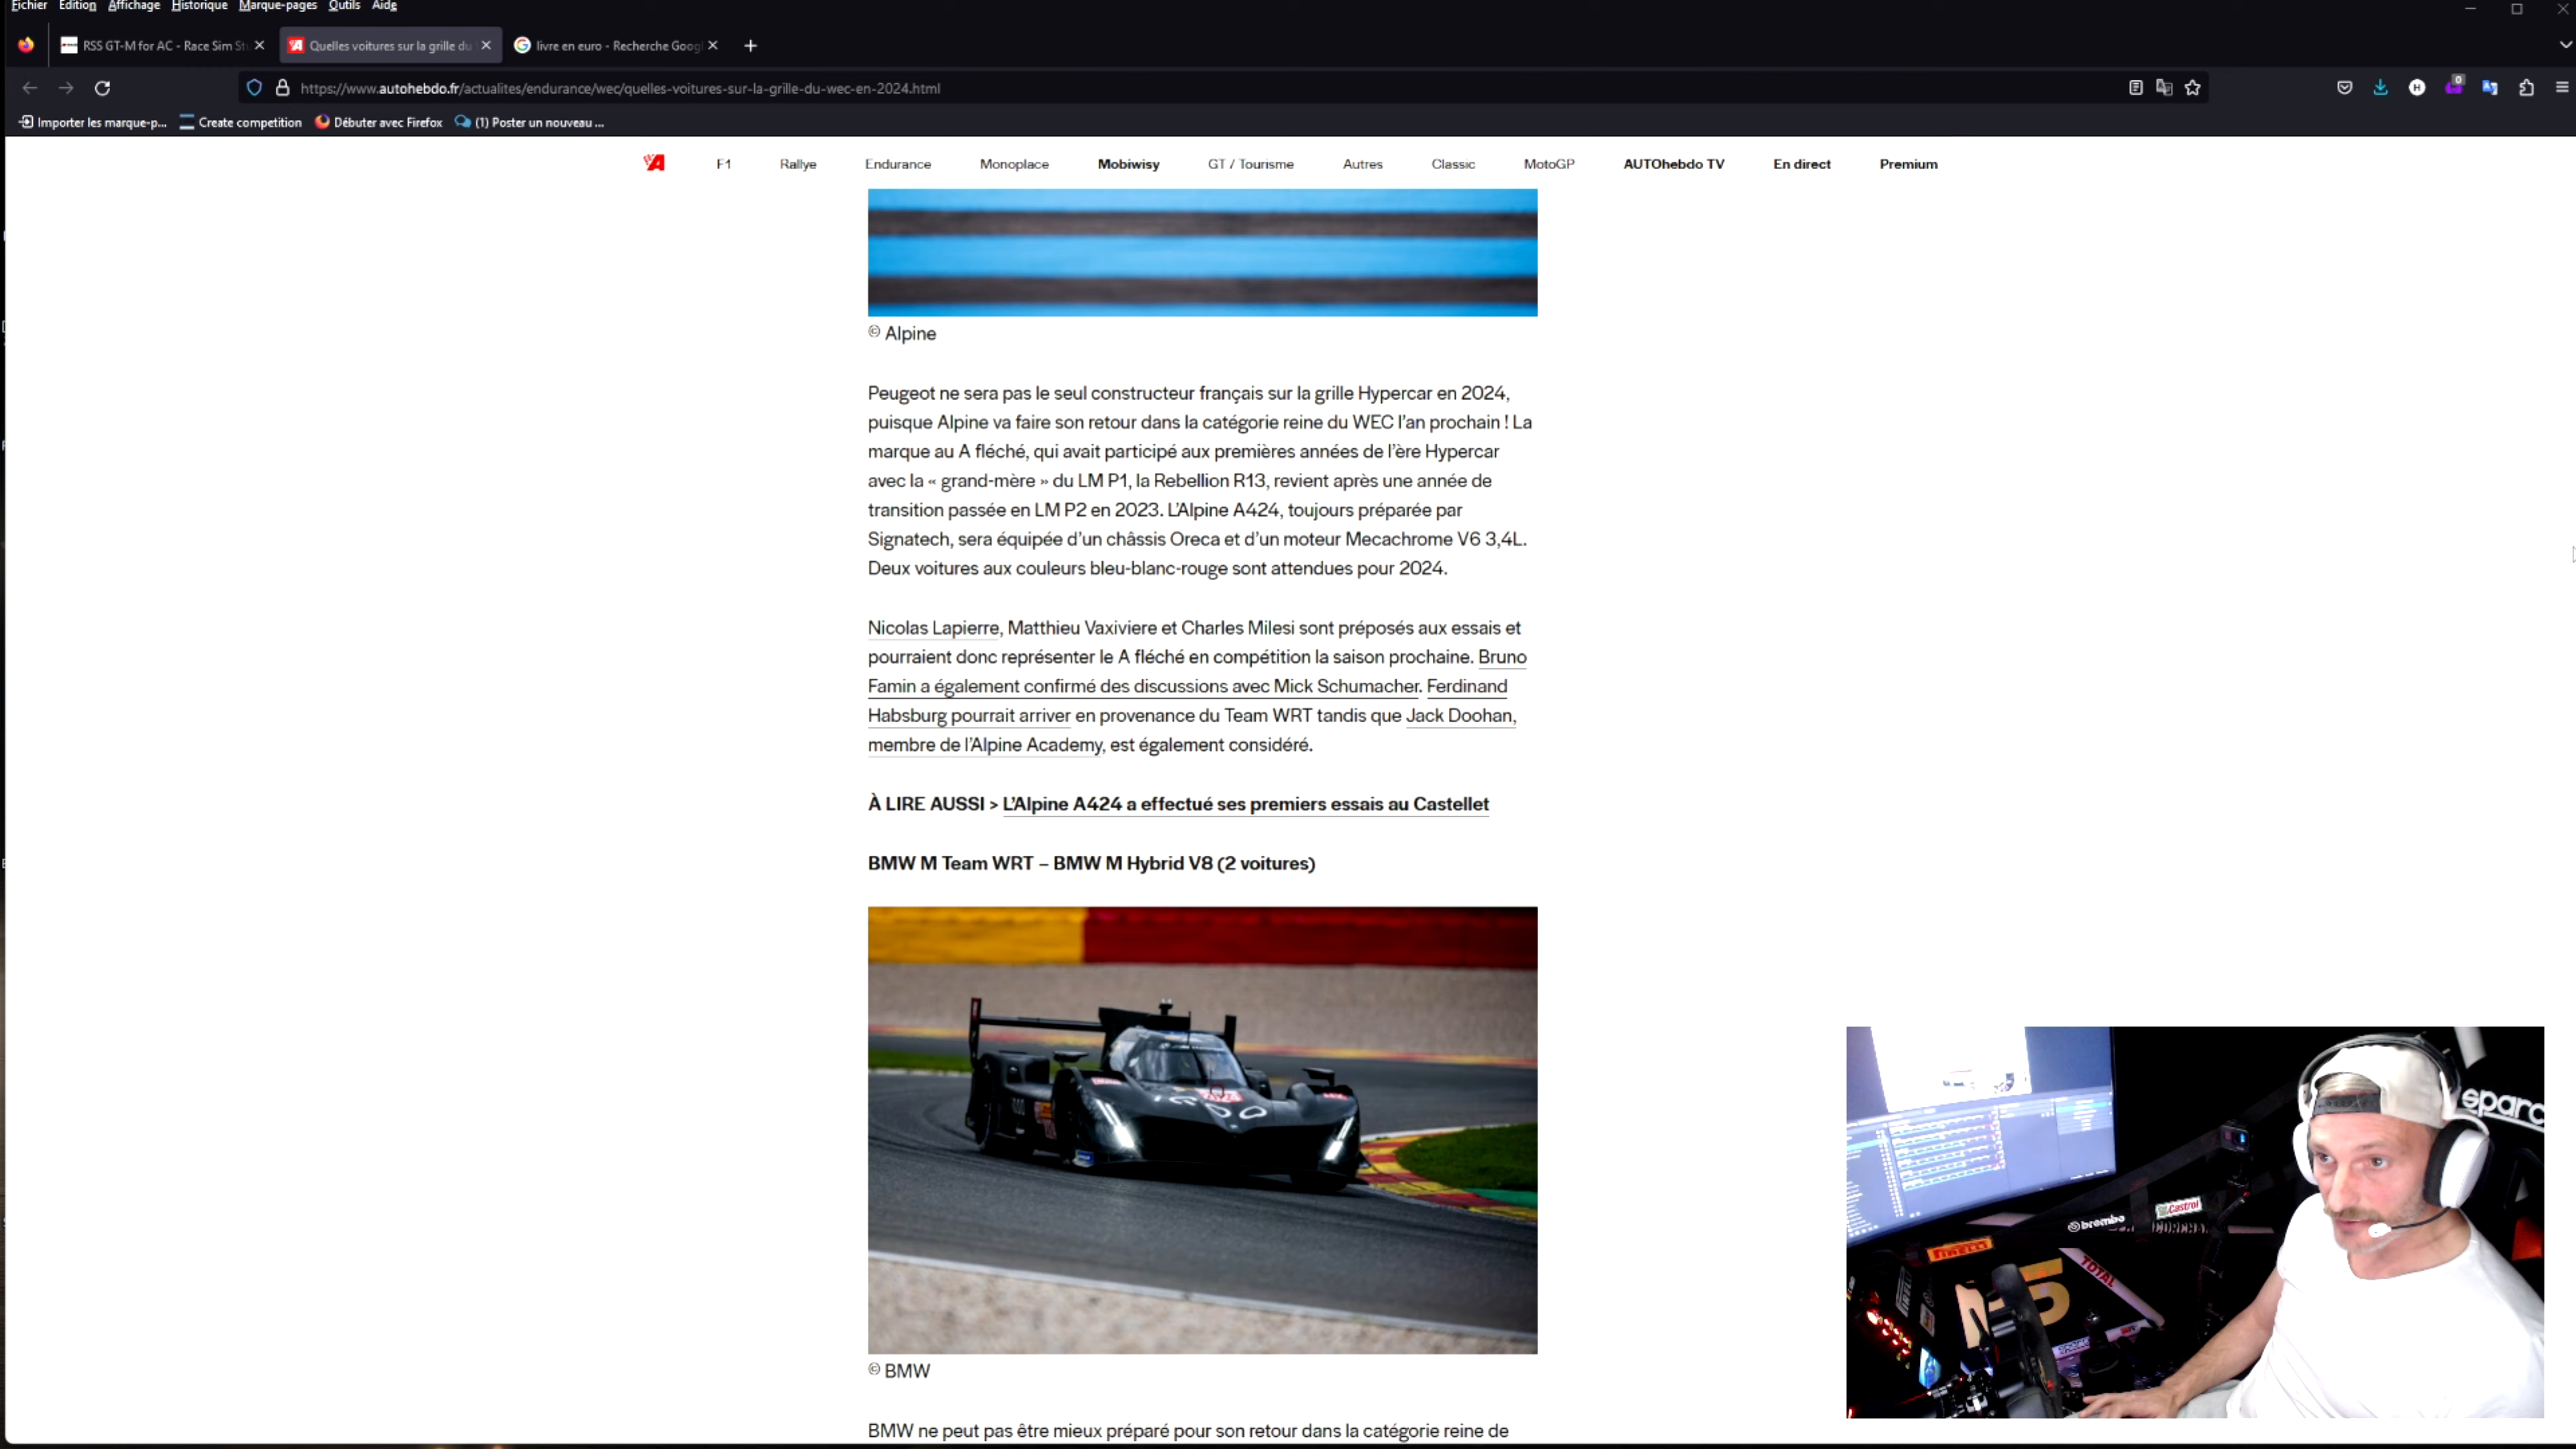 Fichier Edition Affichage Historique Marque-pages Outils Aide
RSS GT-M for AC - Race Sim Stu
Quelles voitures sur la grille du
livre en euro - Recherche Goog
https://www.autohebdo.fr/actualites/endurance/wec/quelles-voitures-sur-la-grille-du-wec-en-2024.html
0
Importer les marque-p... Create competition Débuter avec Firefox (1) Poster un nouveau ...
F1 Rallye Endurance Monoplace Mobiwisy GT / Tourisme Autres Classic MotoGP AUTOhebdo TV En direct Premium
© Alpine
Peugeot ne sera pas le seul constructeur français sur la grille Hypercar en 2024,
puisque Alpine va faire son retour dans la catégorie reine du WEC l'an prochain ! La
marque au A fléché, qui avait participé aux premières années de l'ère Hypercar
avec la « grand-mère » du LM P1, la Rebellion R13, revient après une année de
transition passée en LM P2 en 2023. L'Alpine A424, toujours préparée par
Signatech, sera équipée d'un châssis Oreca et d'un moteur Mecachrome V6 3,4L.
Deux voitures aux couleurs bleu-blanc-rouge sont attendues pour 2024.
Nicolas Lapierre, Matthieu Vaxiviere et Charles Milesi sont préposés aux essais et
pourraient donc représenter le A fléché en compétition la saison prochaine. Bruno
Famin a également confirmé des discussions avec Mick Schumacher. Ferdinand
Habsburg pourrait arriver en provenance du Team WRT tandis que Jack Doohan,
membre de l'Alpine Academy, est également considéré.
À LIRE AUSSI > L'Alpine A424 a effectué ses premiers essais au Castellet
BMW M Team WRT – BMW M Hybrid V8 (2 voitures)
sparc
Castrol
brembo
PIRELLI
TOTAL
© BMW
BMW ne peut pas être mieux préparé pour son retour dans la catégorie reine de